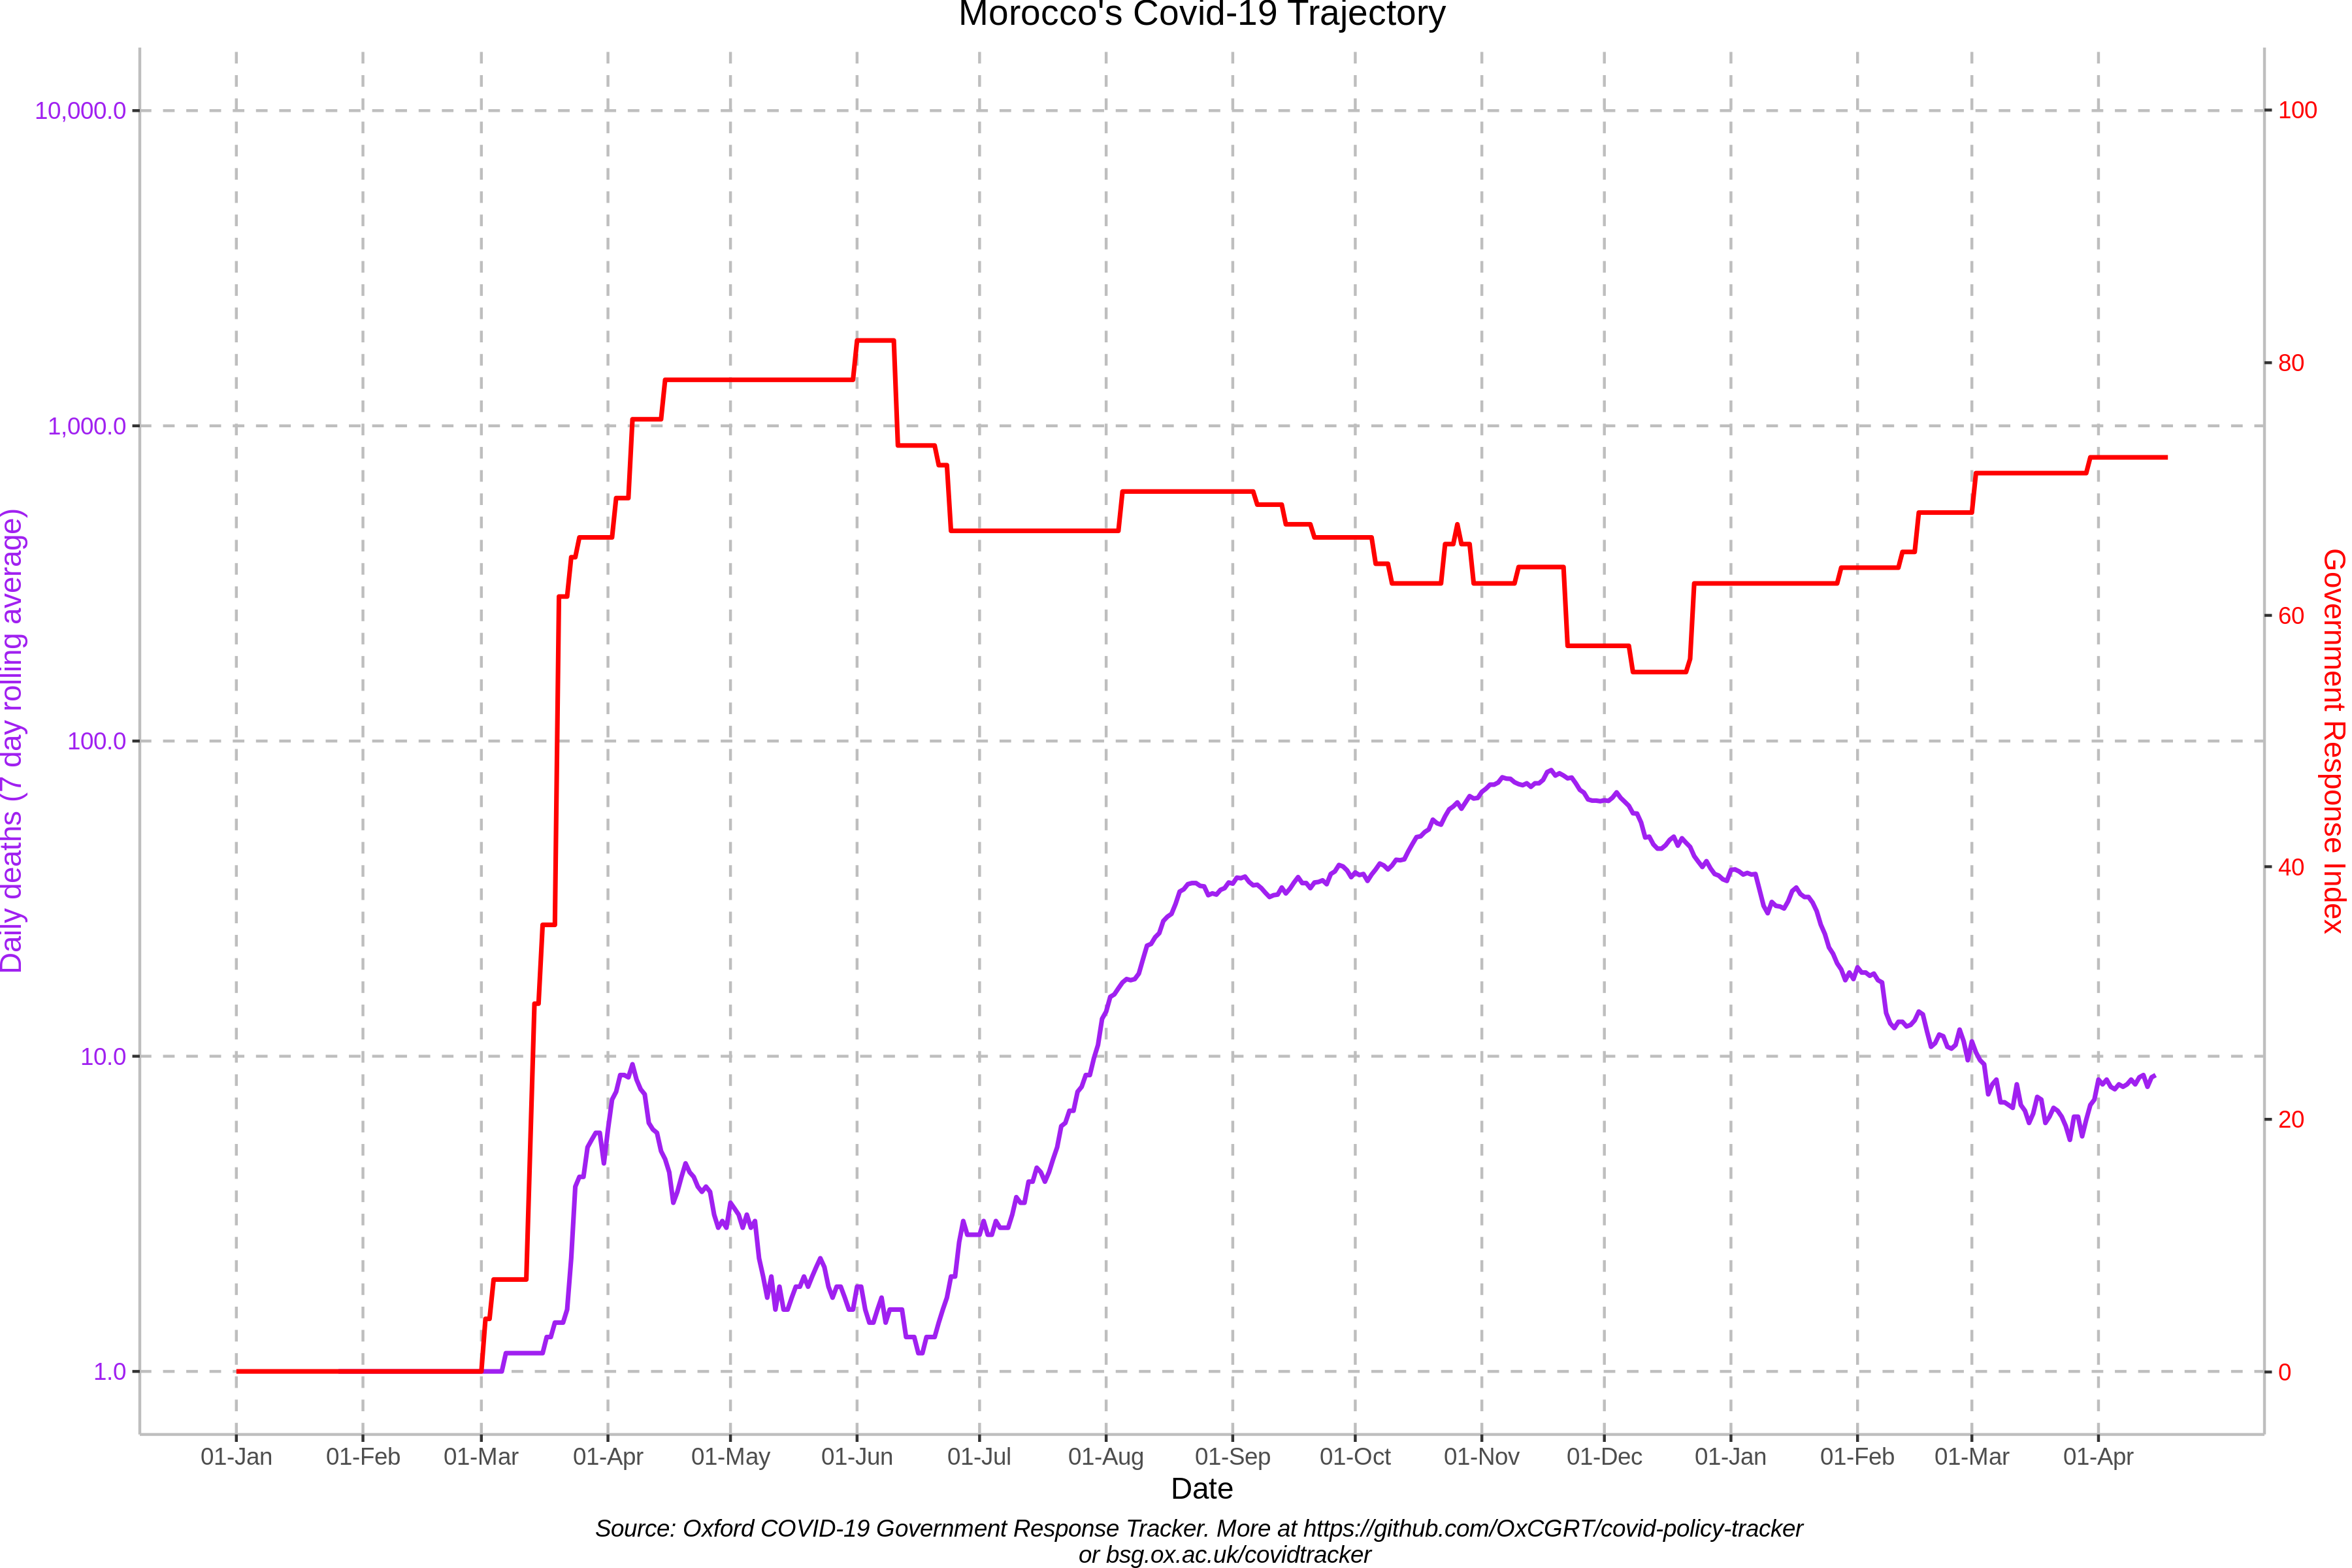 Morocco's Covid-19 Trajectory
10,000.0
1,000.0
100.0
10.0
1.0
Daily deaths (7 day rolling average)
100
80
60
40
20
0
Government Response Index
01-Jan 01-Feb 01-Mar 01-Apr 01-May 01-Jun 01-Jul 01-Aug 01-Sep 01-Oct 01-Nov 01-Dec 01-Jan 01-Feb 01-Mar 01-Apr
Date
Source: Oxford COVID-19 Government Response Tracker. More at https://github.com/OxCGRT/covid-policy-tracker
or bsg.ox.ac.uk/covidtracker